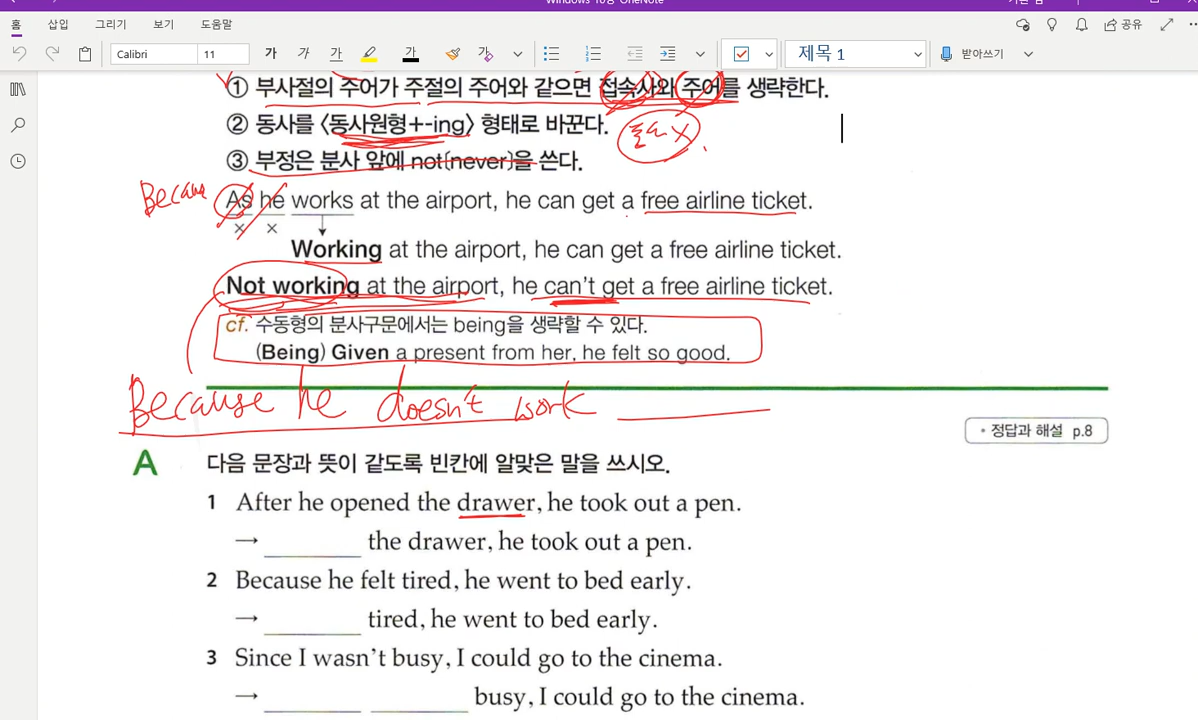 Windows 10용 OneNote
홈 삽입 그리기 보기 도움말
공유
Calibri 11 가 가 가 가 가 제목 1 받아쓰기
① 부사절의 주어가 주절의 주어와 같으면 접속사와 주어를 생략한다.
② 동사를 〈동사원형+-ing〉 형태로 바꾼다.
③ 부정은 분사 앞에 not(never)을 쓴다.
Because As he works at the airport, he can get a free airline ticket.
× ×
Working at the airport, he can get a free airline ticket.
Not working at the airport, he can't get a free airline ticket.
cf. 수동형의 분사구문에서는 being을 생략할 수 있다.
(Being) Given a present from her, he felt so good.
Because he doesn't work
• 정답과 해설 p.8
A 다음 문장과 뜻이 같도록 빈칸에 알맞은 말을 쓰시오.
1 After he opened the drawer, he took out a pen.
→ ________ the drawer, he took out a pen.
2 Because he felt tired, he went to bed early.
→ ________ tired, he went to bed early.
3 Since I wasn't busy, I could go to the cinema.
→ ________ ________ busy, I could go to the cinema.